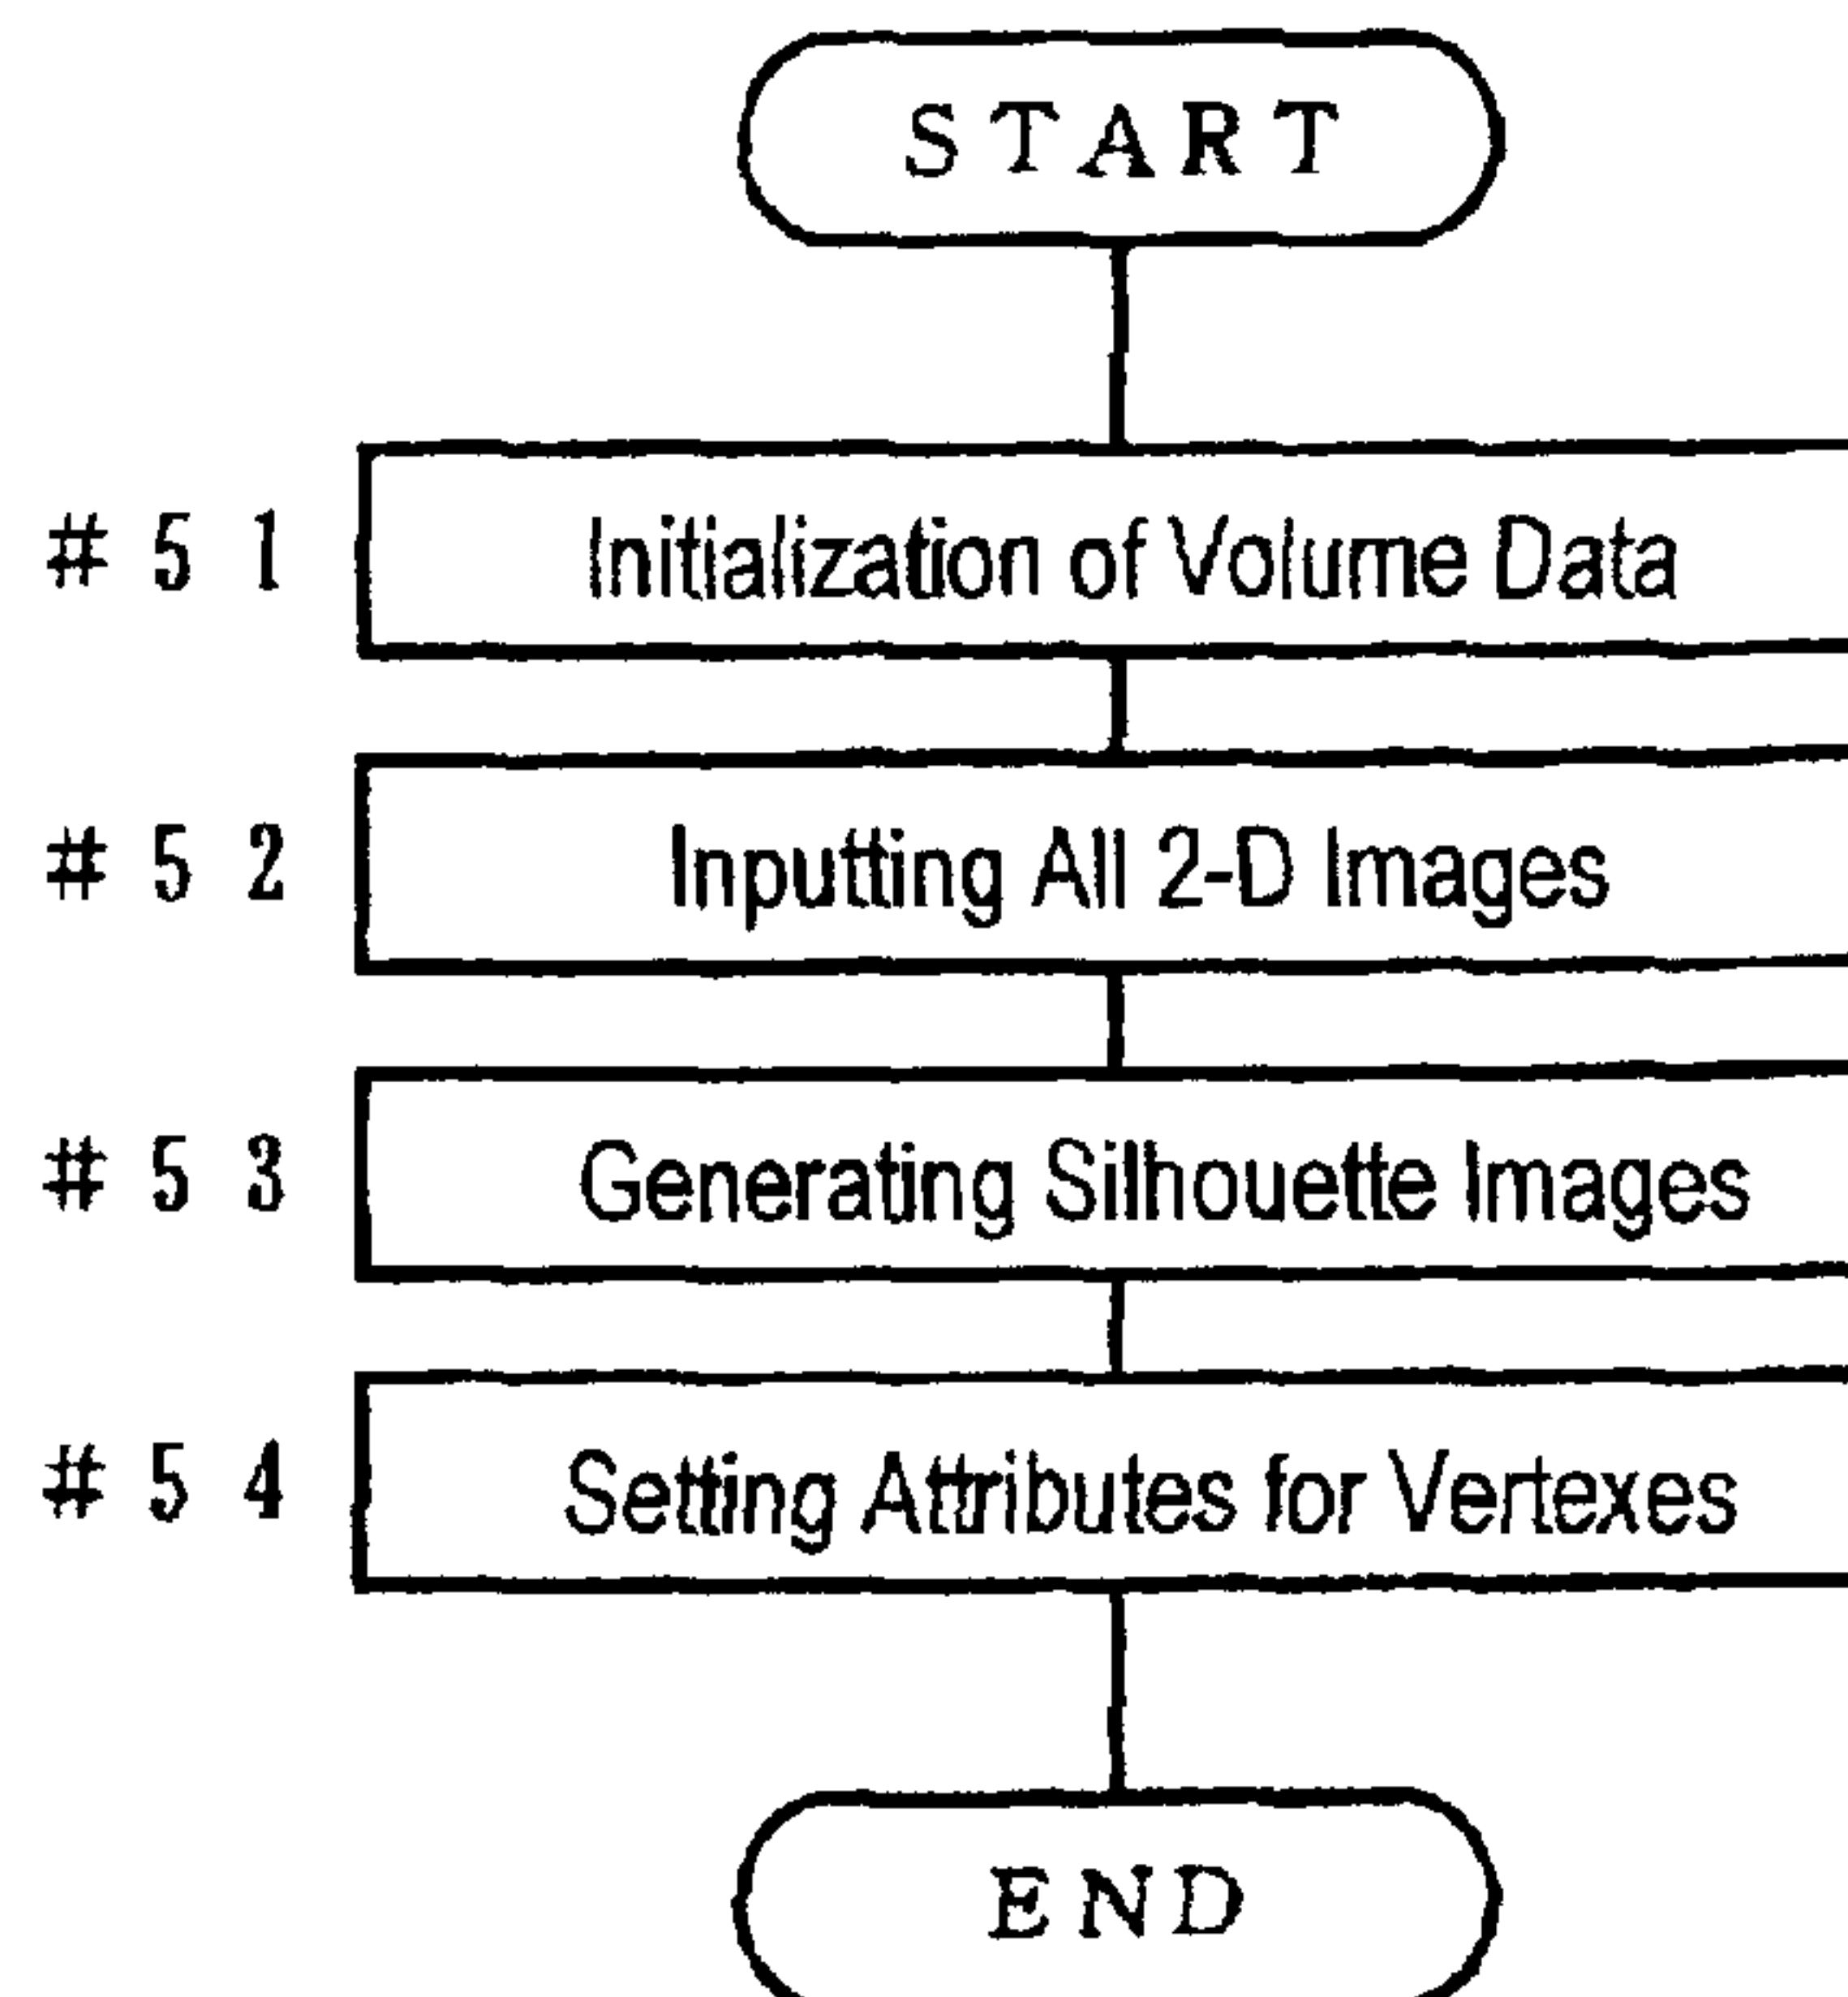 START
#51 Initialization of Volume Data
#52 Inputting All 2-D Images
#53 Generating Silhouette Images
#54 Setting Attributes for Vertexes
END